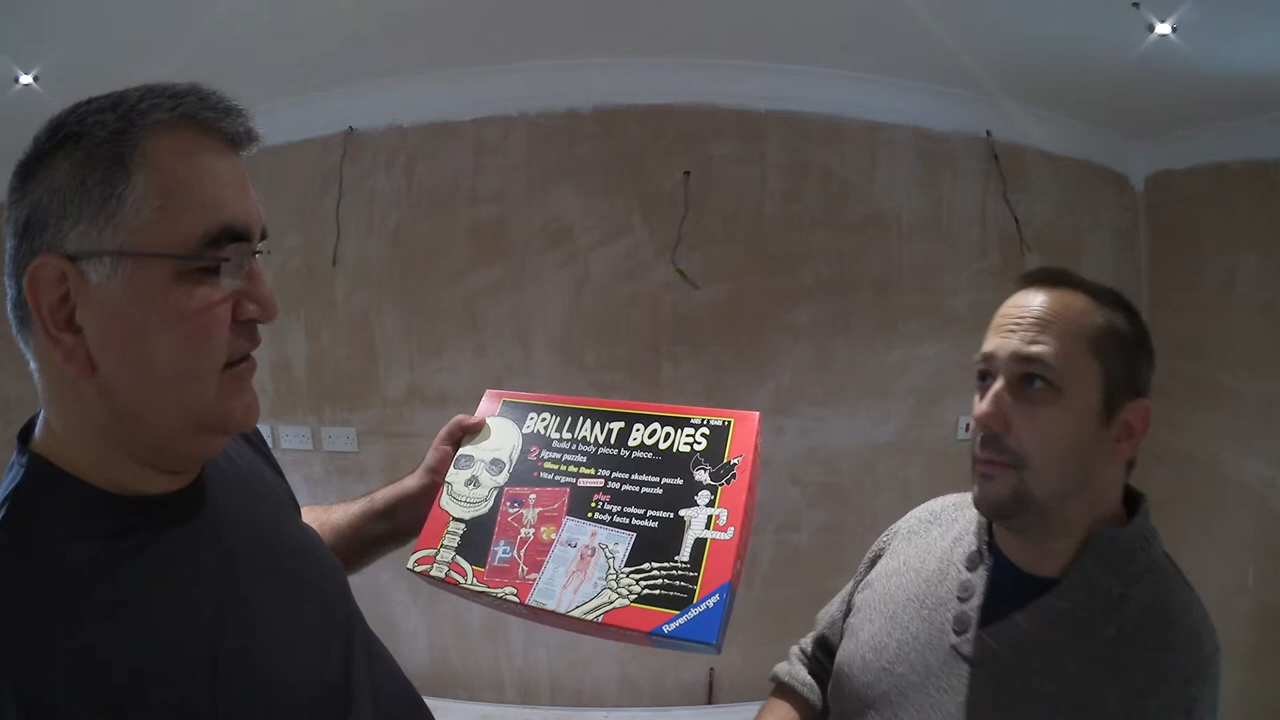 AGES 6 YEARS +
BRILLIANT BODIES
Build a body piece by piece...
2 jigsaw puzzles
Glow in the Dark 200 piece skeleton puzzle
Vital organs EXPOSED 300 piece puzzle
plus
2 large colour posters
Body facts booklet
Ravensburger